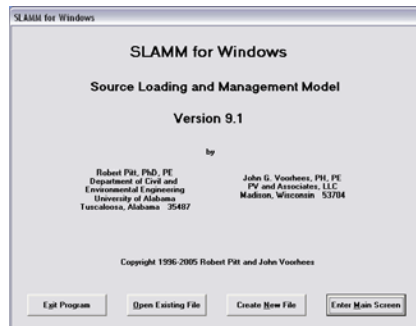 SLAMM for Windows
SLAMM for Windows
Source Loading and Management Model
Version 9.1
by
Robert Pitt, PhD, PE
Department of Civil and
Environmental Engineering
University of Alabama
Tuscaloosa, Alabama 35487
John G. Voorhees, PH, PE
PV and Associates, LLC
Madison, Wisconsin 53704
Copyright 1996-2005 Robert Pitt and John Voorhees
Exit Program
Open Existing File
Create New File
Enter Main Screen